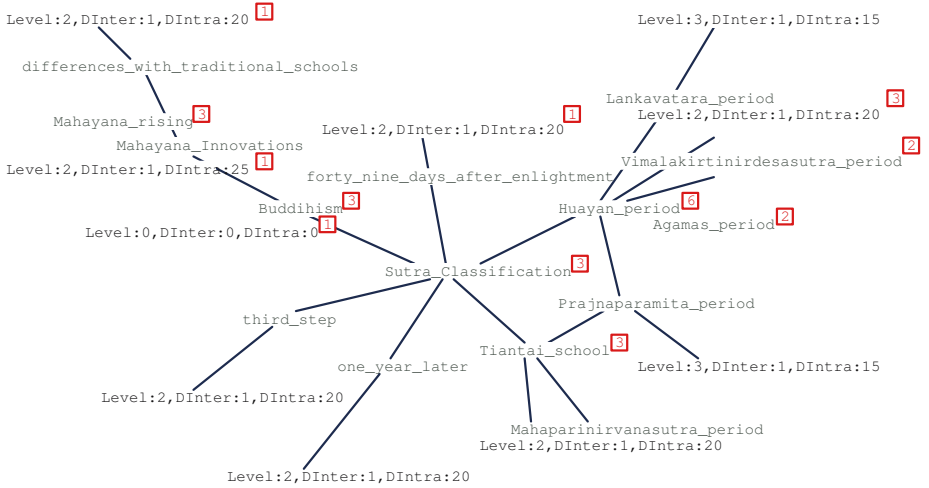 Level:2,DInter:1,DIntra:20 1
Level:3,DInter:1,DIntra:15
differences_with_traditional_schools
Lankavatara_period 3
Level:2,DInter:1,DIntra:20
Mahayana_rising 3
Level:2,DInter:1,DIntra:20 1
Mahayana_Innovations
Vimalakirtinirdesasutra_period 2
Level:2,DInter:1,DIntra:25 1
forty_nine_days_after_enlightment
Buddihism 3
Huayan_period 6
Agamas_period 2
Level:0,DInter:0,DIntra:0 1
Sutra_Classification 3
Prajnaparamita_period
third_step
Tiantai_school 3
one_year_later
Level:3,DInter:1,DIntra:15
Level:2,DInter:1,DIntra:20
Mahaparinirvanasutra_period
Level:2,DInter:1,DIntra:20
Level:2,DInter:1,DIntra:20